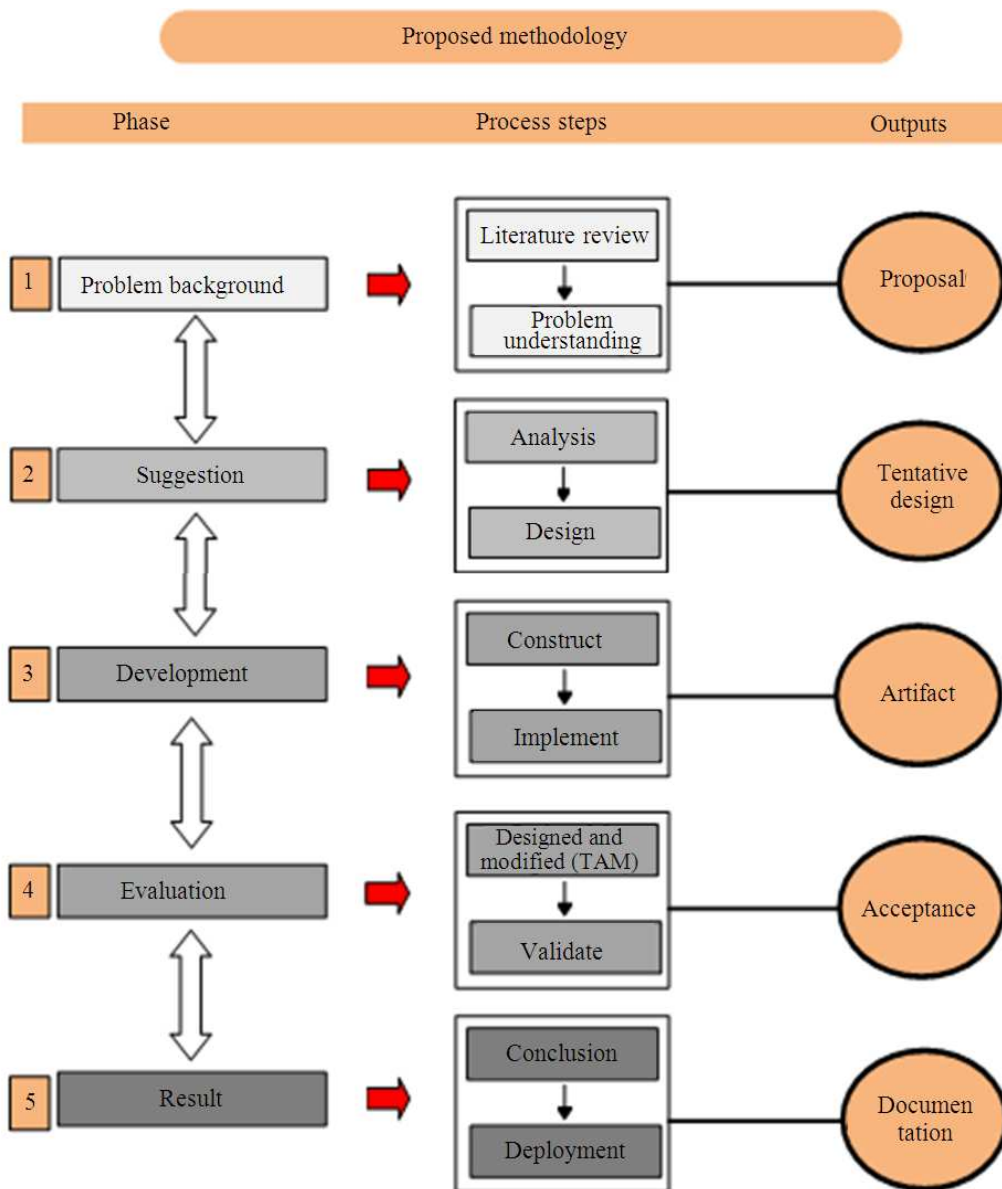 Proposed methodology
Phase Process steps Outputs
1 Problem background
Literature review
Problem
understanding
Proposal
2 Suggestion
Analysis
Design
Tentative
design
3 Development
Construct
Implement
Artifact
4 Evaluation
Designed and
modified (TAM)
Validate
Acceptance
5 Result
Conclusion
Deployment
Documen
tation